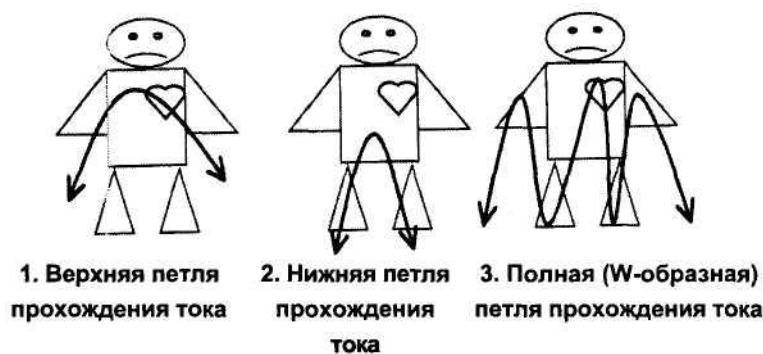 1. Верхняя петля
прохождения тока
2. Нижняя петля
прохождения
тока
3. Полная (W-образная)
петля прохождения тока